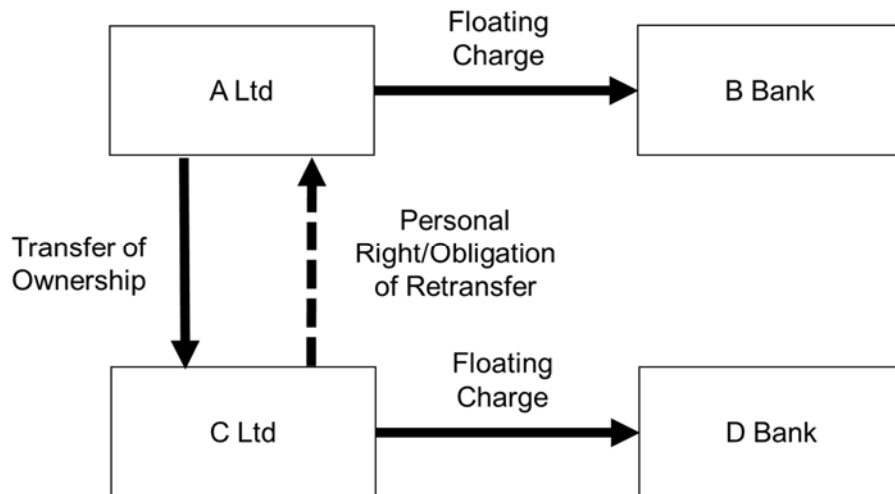 Floating
Charge
A Ltd
B Bank
Transfer of
Ownership
Personal
Right/Obligation
of Retransfer
Floating
Charge
C Ltd
D Bank